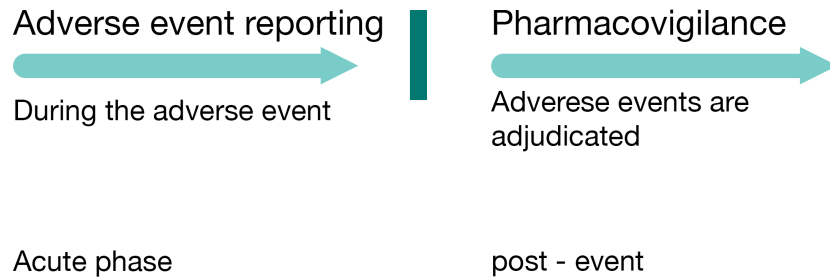 Adverse event reporting
During the adverse event
Acute phase
Pharmacovigilance
Adverese events are
adjudicated
post - event